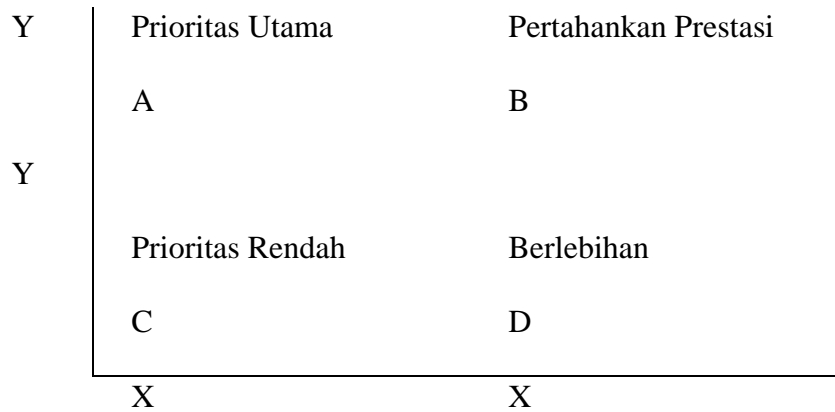 Y Prioritas Utama Pertahankan Prestasi
A B
Y
Prioritas Rendah Berlebihan
C D
X X